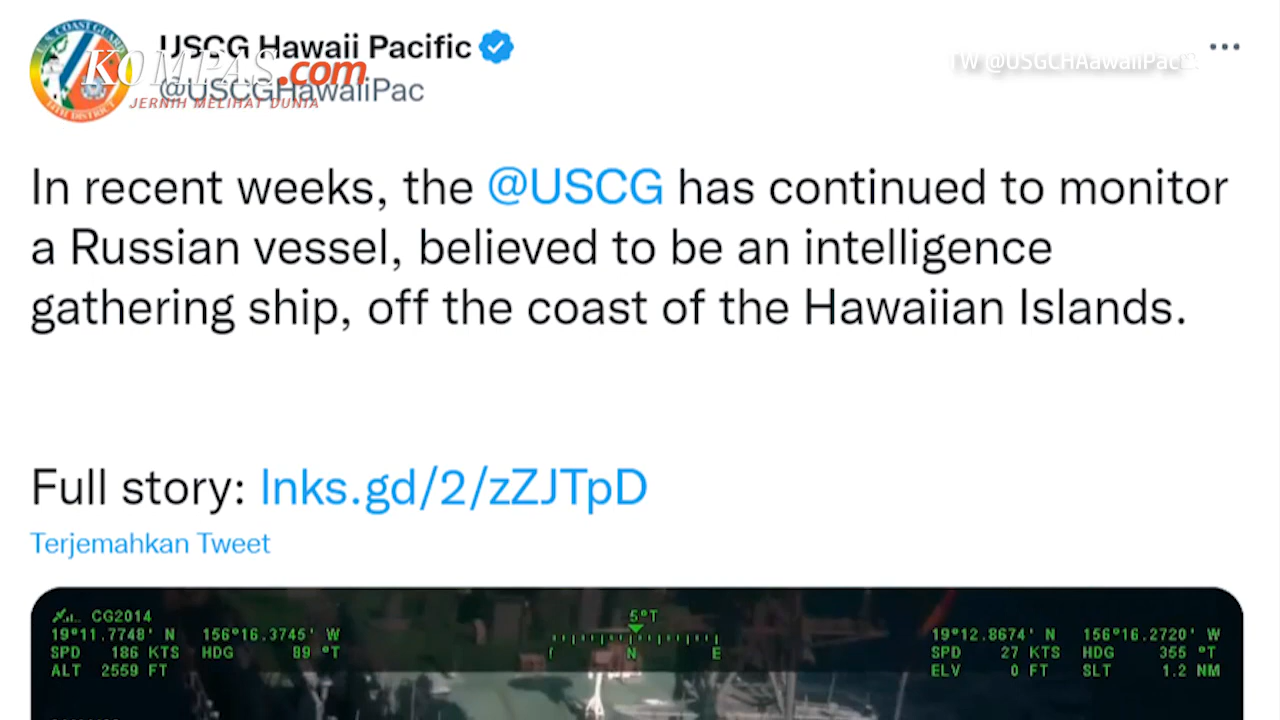 USCG Hawaii Pacific
@USCGHawaiiPac
KOMPAS.com
JERNIH MELIHAT DUNIA
TW @USGCHAawaiiPac
In recent weeks, the @USCG has continued to monitor
a Russian vessel, believed to be an intelligence
gathering ship, off the coast of the Hawaiian Islands.
Full story: lnks.gd/2/zZJTpD
Terjemahkan Tweet
CG2014
19°11.7748' N 156°16.3745' W
SPD 186 KTS HDG 89 °T
ALT 2559 FT
5°T
N E
19°12.8674' N 156°16.2720' W
SPD 27 KTS HDG 355 °T
ELV 0 FT SLT 1.2 NM